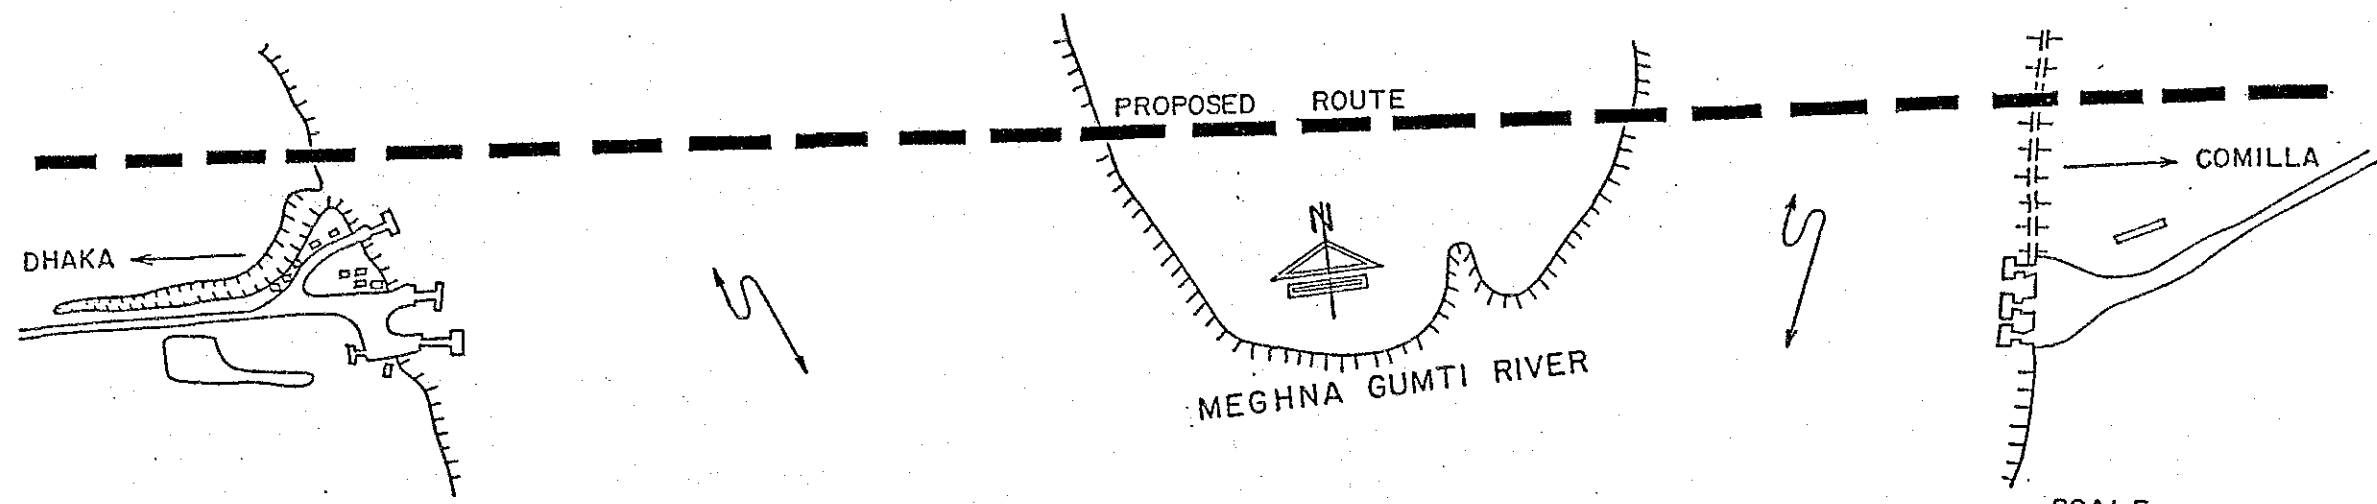 PROPOSED ROUTE
COMILLA
DHAKA
N
MEGHNA GUMTI RIVER